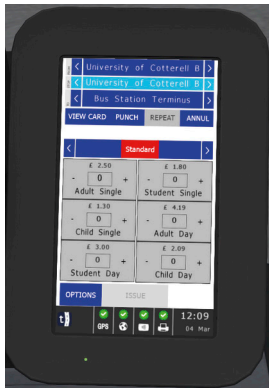 University of Cotterell B
University of Cotterell B
Bus Station Terminus
VIEW CARD PUNCH REPEAT ANNUL
Standard
£ 2.50 £ 1.80
- 0 + - 0 +
Adult Single Student Single
£ 1.30 £ 4.19
- 0 + - 0 +
Child Single Adult Day
£ 3.00 £ 2.09
- 0 + - 0 +
Student Day Child Day
OPTIONS ISSUE
12:09
GPS 04 Mar